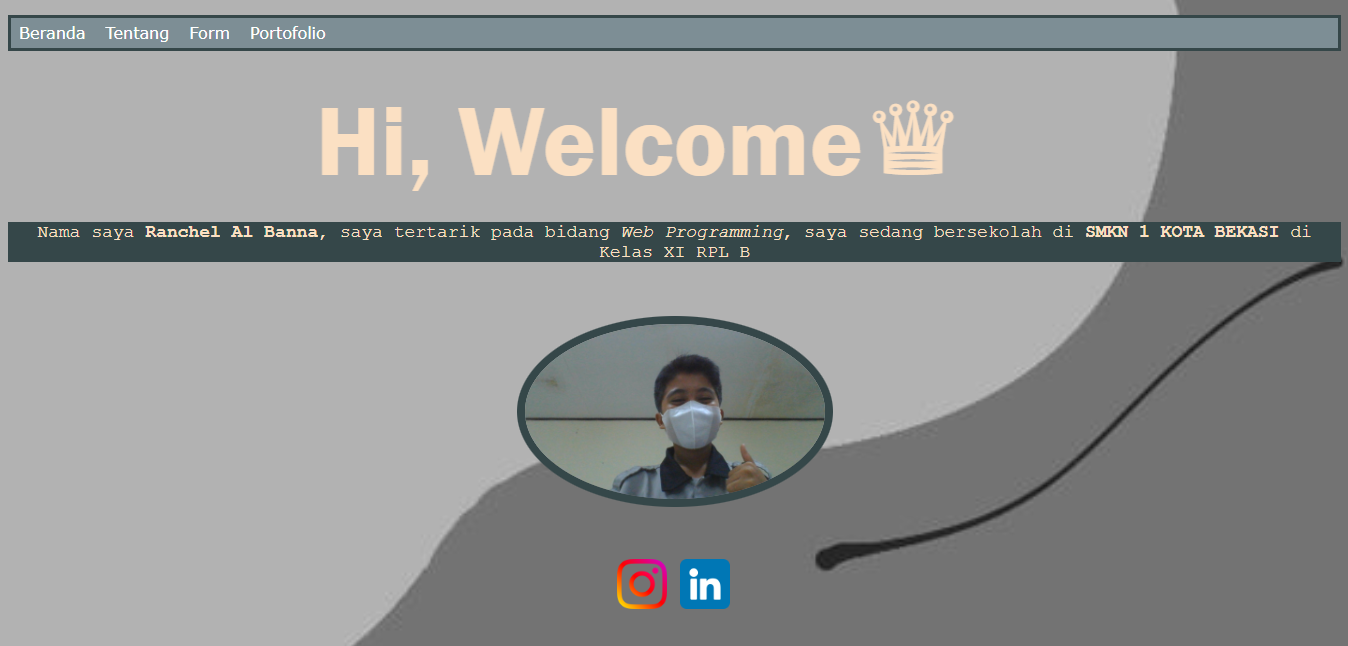 Beranda Tentang Form Portofolio
Hi, Welcome♛
Nama saya Ranchel Al Banna, saya tertarik pada bidang Web Programming, saya sedang bersekolah di SMKN 1 KOTA BEKASI di
Kelas XI RPL B
in